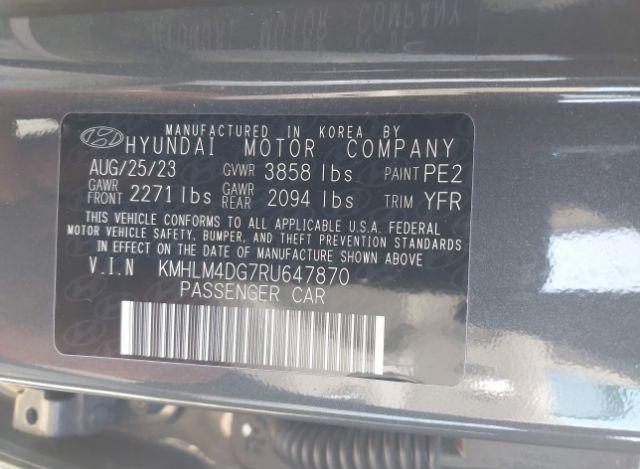 MANUFACTURED IN KOREA BY
HYUNDAI MOTOR COMPANY
AUG/25/23 GVWR 3858 lbs PAINT PE2
GAWR FRONT 2271 lbs GAWR REAR 2094 lbs TRIM YFR
THIS VEHICLE CONFORMS TO ALL APPLICABLE U.S.A. FEDERAL
MOTOR VEHICLE SAFETY, BUMPER, AND THEFT PREVENTION STANDARDS
IN EFFECT ON THE DATE OF MANUFACTURE SHOWN ABOVE
V.I.N KMHLM4DG7RU647870
PASSENGER CAR